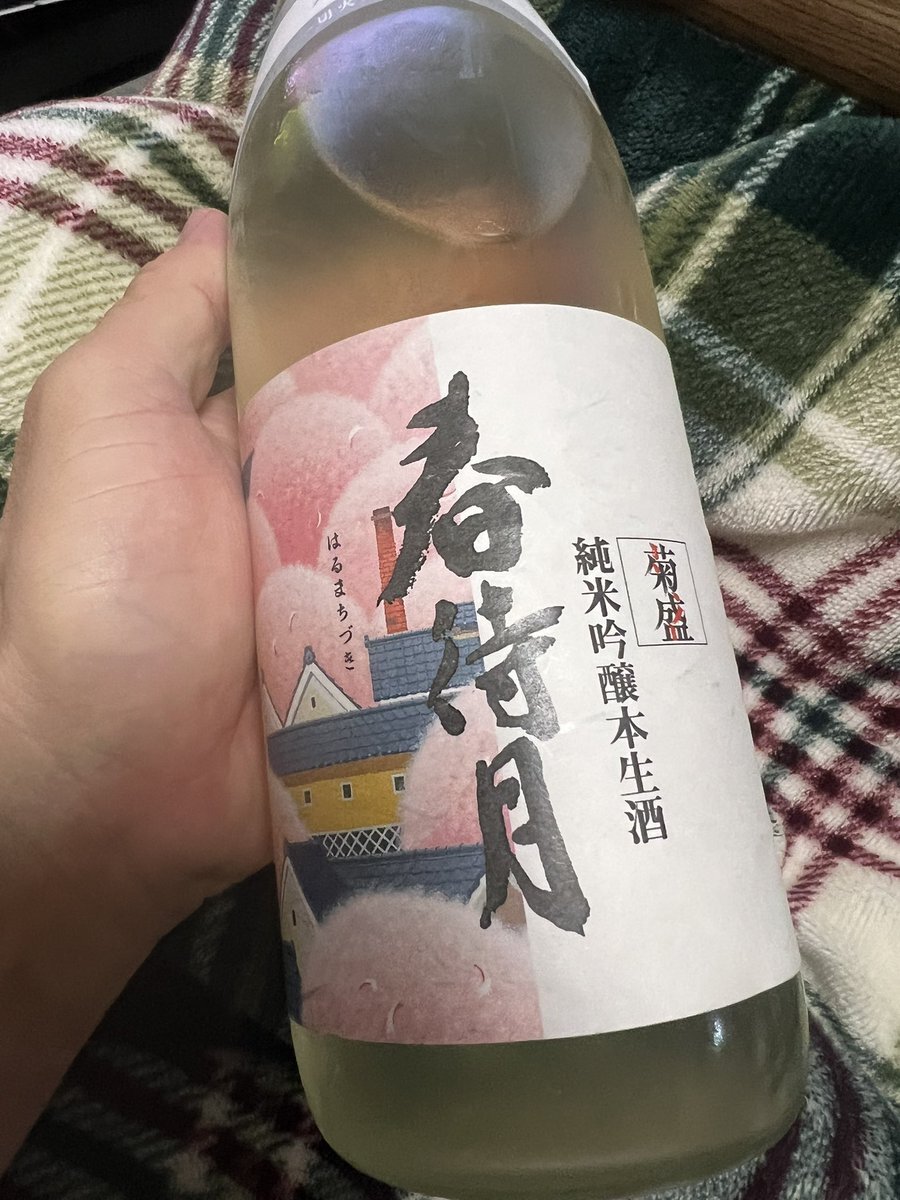 菊盛
純米吟醸本生酒
春待月
はるまちづき